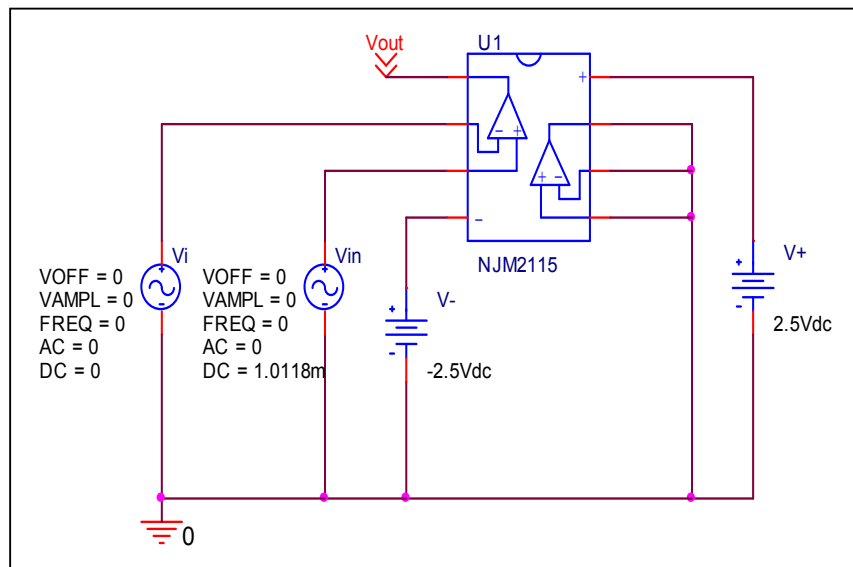 Vout
U1
+
− +
+ −
−
NJM2115
Vi
VOFF = 0
VAMPL = 0
FREQ = 0
AC = 0
DC = 0
+
-
Vin
VOFF = 0
VAMPL = 0
FREQ = 0
AC = 0
DC = 1.0118m
+
-
V-
+
-
-2.5Vdc
V+
+
-
2.5Vdc
0